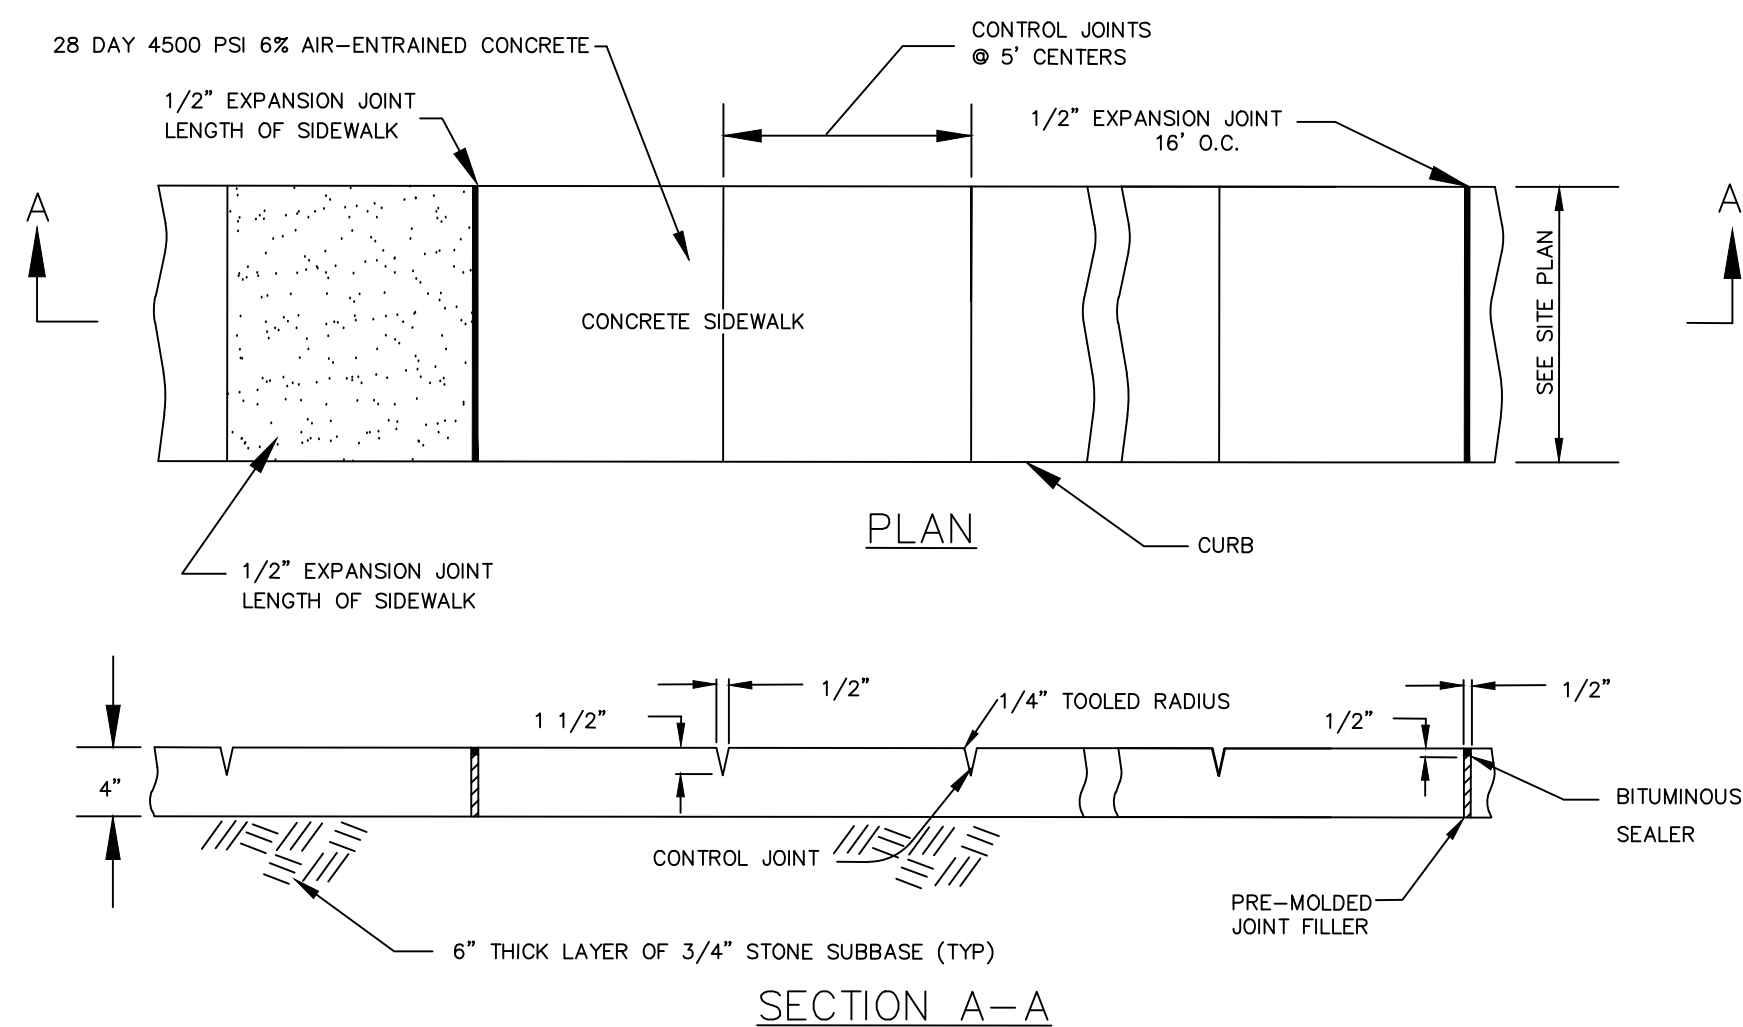 28 DAY 4500 PSI 6% AIR-ENTRAINED CONCRETE
CONTROL JOINTS
@ 5' CENTERS
1/2" EXPANSION JOINT
LENGTH OF SIDEWALK
1/2" EXPANSION JOINT
16' O.C.
A
A
SEE SITE PLAN
CONCRETE SIDEWALK
PLAN
CURB
1/2" EXPANSION JOINT
LENGTH OF SIDEWALK
1/2"
1 1/2"
1/4" TOOLED RADIUS
1/2"
1/2"
4"
BITUMINOUS
SEALER
CONTROL JOINT
PRE-MOLDED
JOINT FILLER
6" THICK LAYER OF 3/4" STONE SUBBASE (TYP)
SECTION A-A